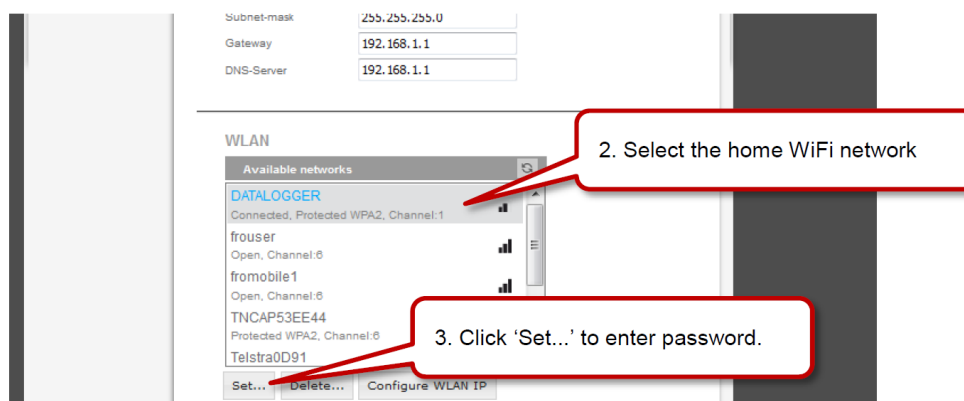 Subnet-mask 255.255.255.0
Gateway 192.168.1.1
DNS-Server 192.168.1.1
WLAN
2. Select the home WiFi network
Available networks
DATALOGGER
Connected, Protected WPA2, Channel:1
frouser
Open, Channel:6
fromobile1
Open, Channel:6
TNCAP53EE44
Protected WPA2, Channel:6
3. Click ‘Set...’ to enter password.
Telstra0D91
Set... Delete... Configure WLAN IP